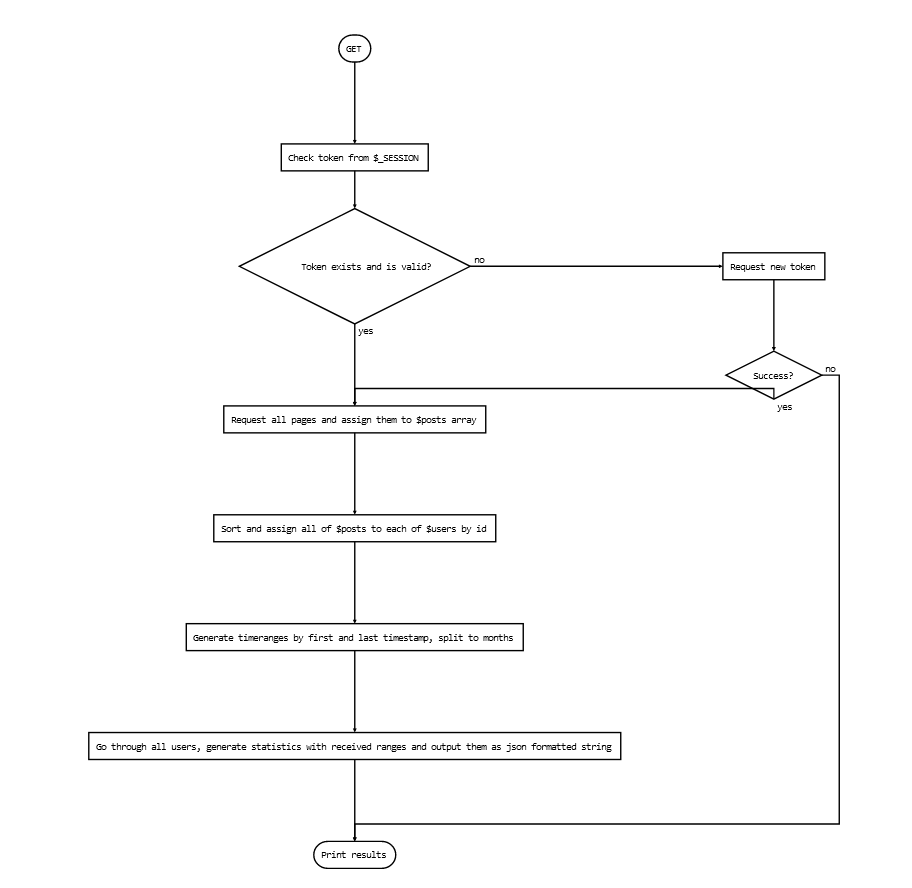 GET
Check token from $_SESSION
Token exists and is valid?
no
Request new token
yes
Success?
no
yes
Request all pages and assign them to $posts array
Sort and assign all of $posts to each of $users by id
Generate timeranges by first and last timestamp, split to months
Go through all users, generate statistics with received ranges and output them as json formatted string
Print results